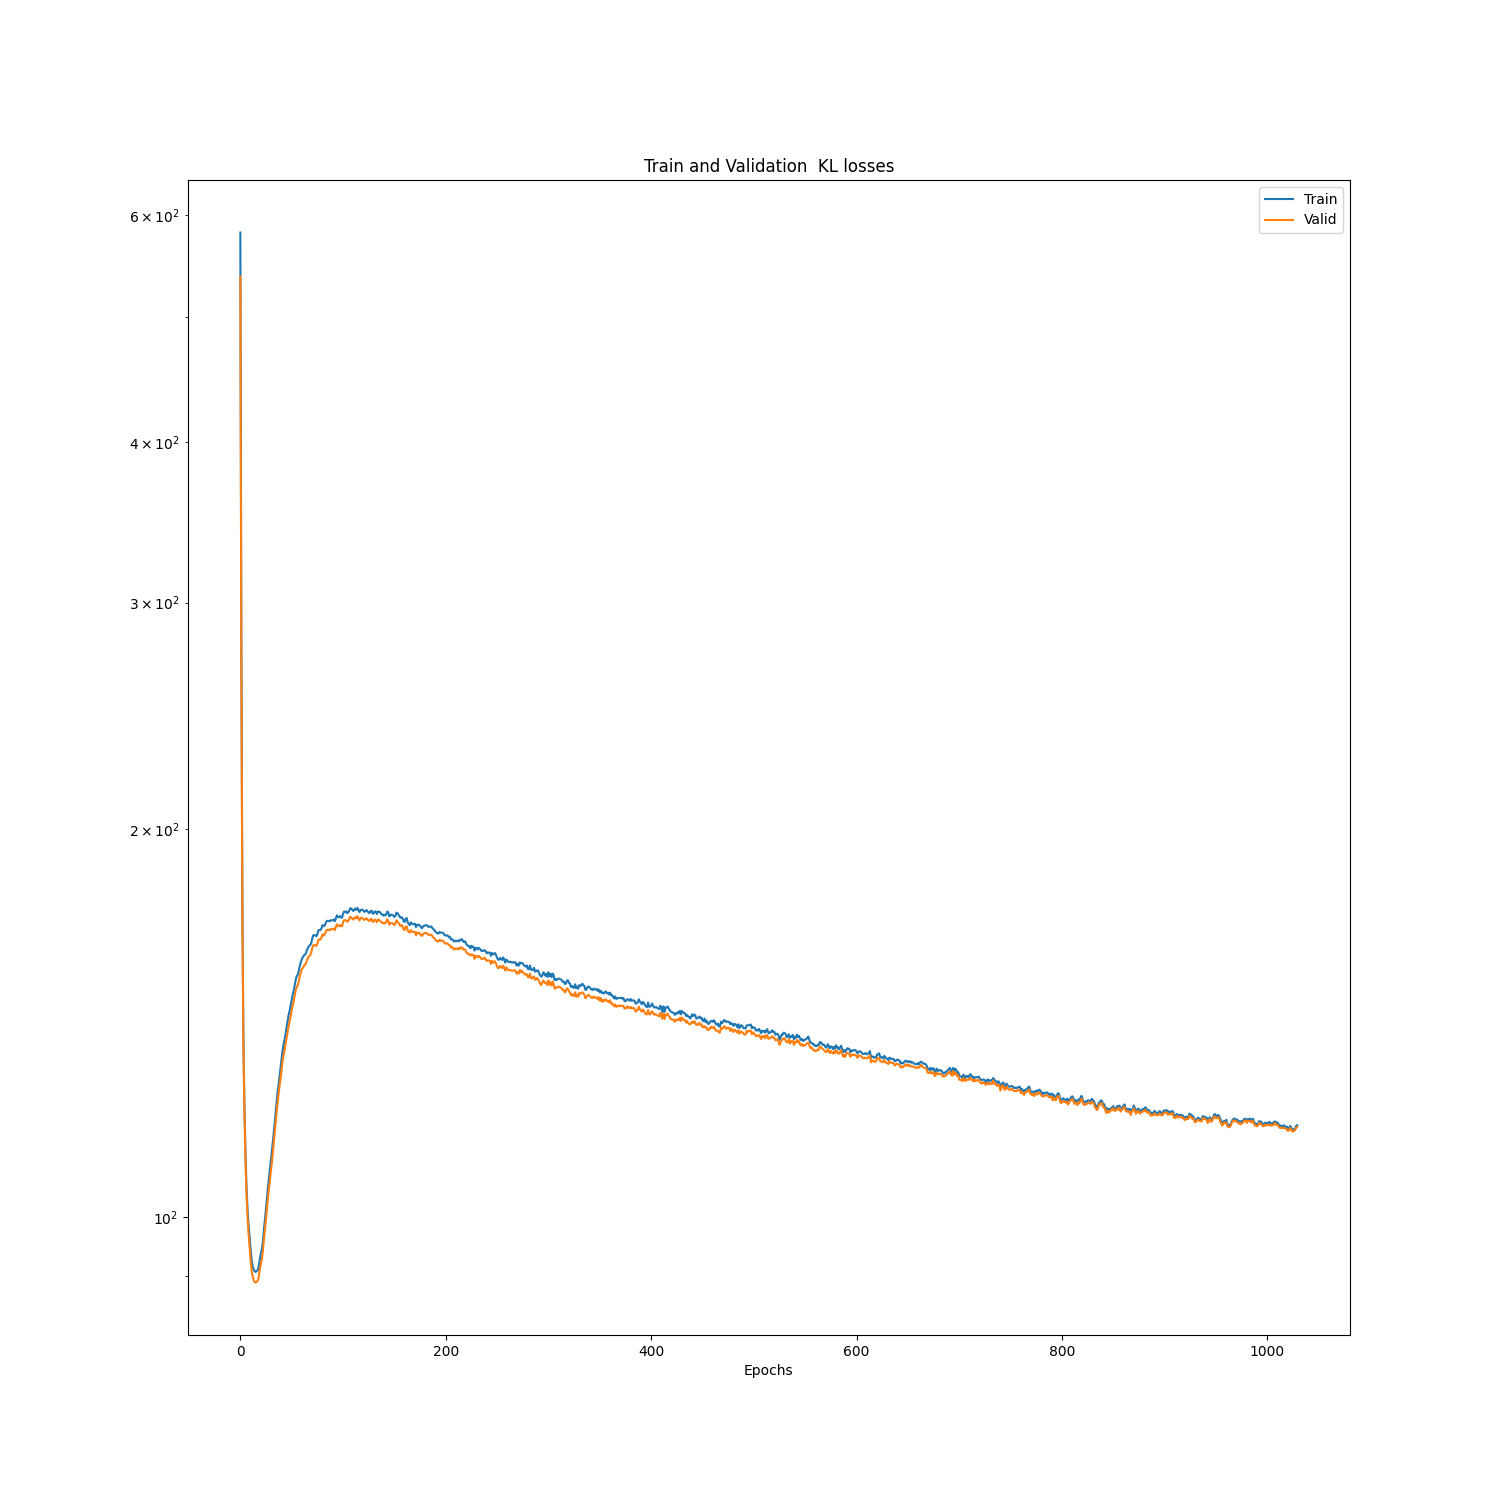 Train and Validation  KL losses
Train
Valid
6 × 10²
4 × 10²
3 × 10²
2 × 10²
10²
0 200 400 600 800 1000
Epochs